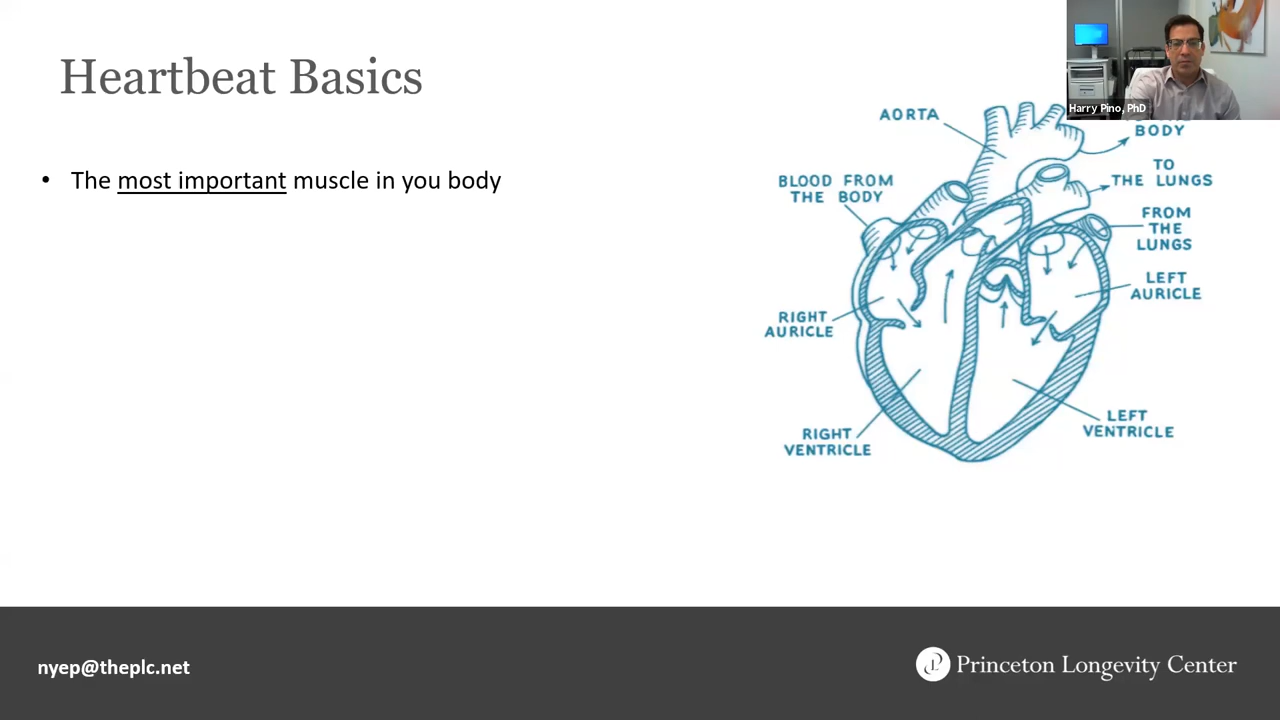 Heartbeat Basics
• The most important muscle in you body
AORTA
BODY
TO
THE LUNGS
BLOOD FROM
THE BODY
FROM
THE
LUNGS
LEFT
AURICLE
RIGHT
AURICLE
RIGHT
VENTRICLE
LEFT
VENTRICLE
Harry Pino, PhD
nyep@theplc.net
Princeton Longevity Center